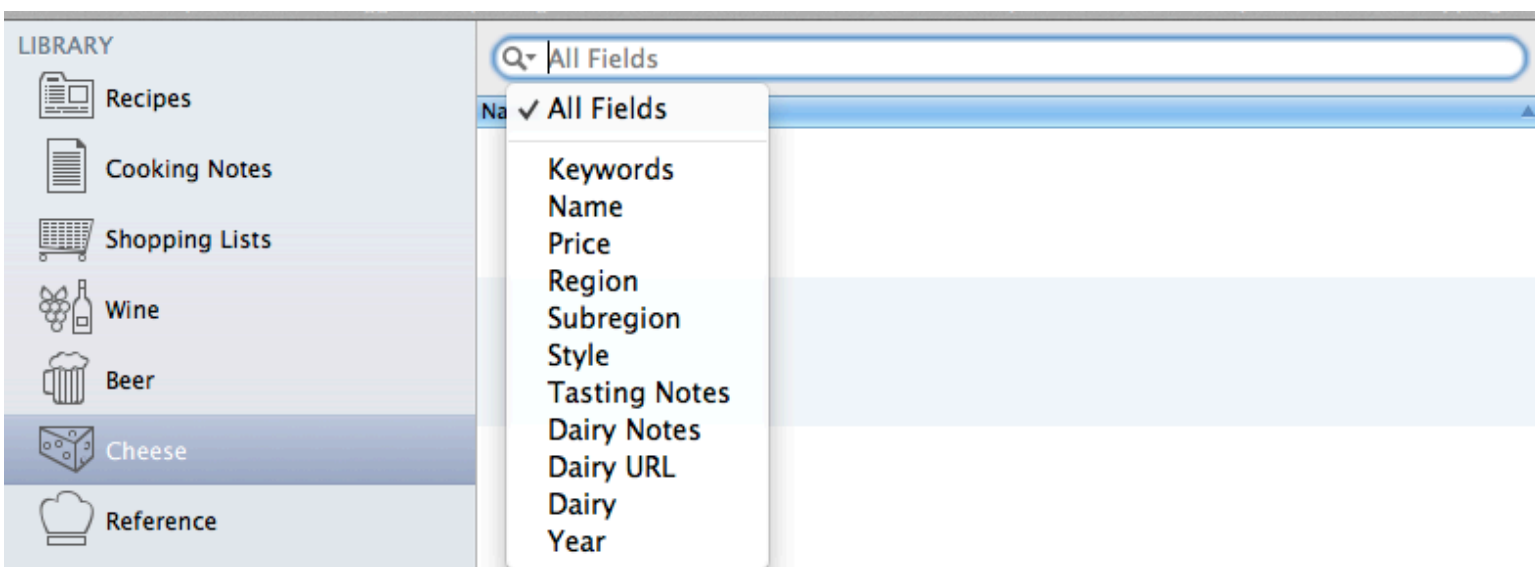 LIBRARY
Recipes
Cooking Notes
Shopping Lists
Wine
Beer
Cheese
Reference
All Fields
Na
✓ All Fields
Keywords
Name
Price
Region
Subregion
Style
Tasting Notes
Dairy Notes
Dairy URL
Dairy
Year